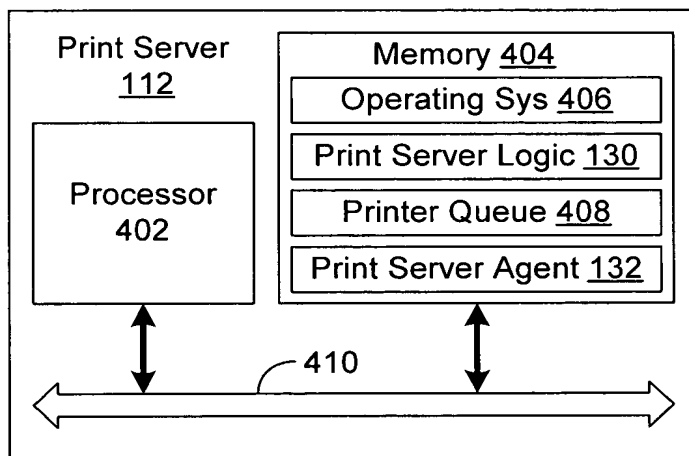 Print Server
112
Memory 404
Operating Sys 406
Print Server Logic 130
Printer Queue 408
Print Server Agent 132
Processor
402
410